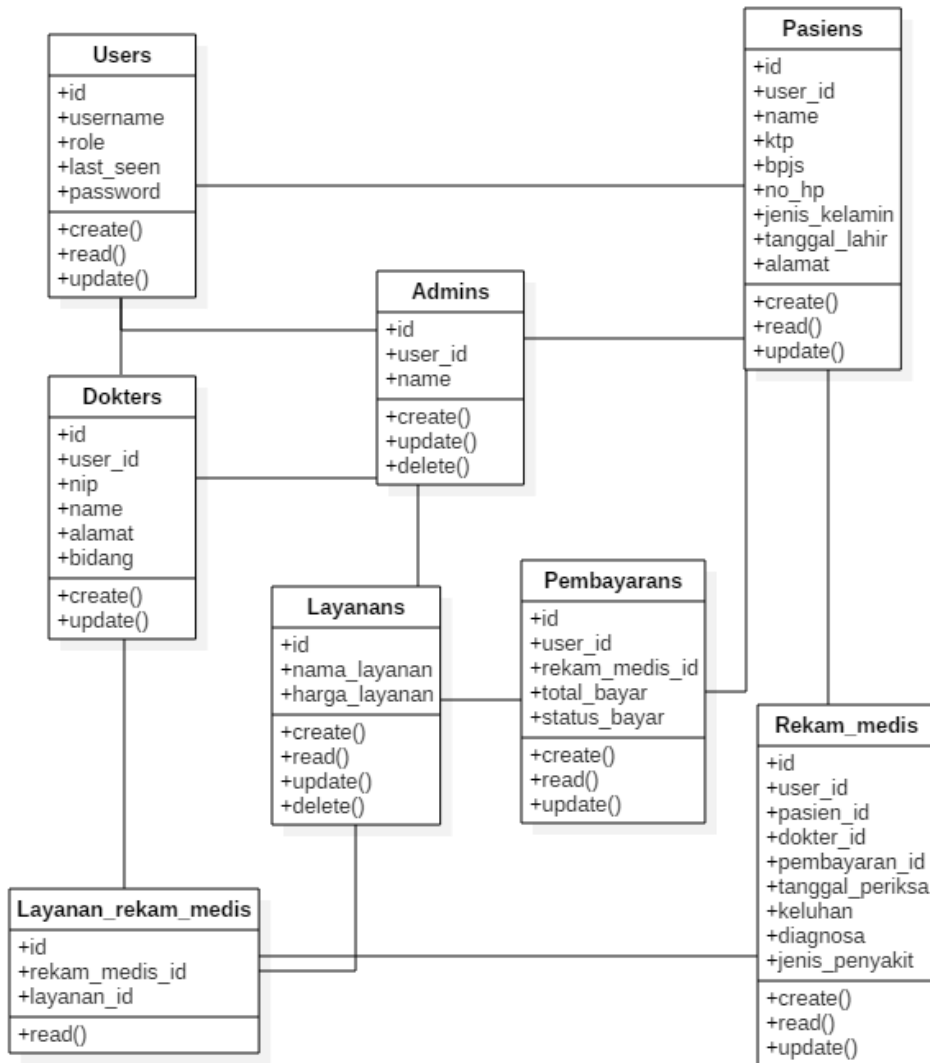 Users
+id
+username
+role
+last_seen
+password
+create()
+read()
+update()
Pasiens
+id
+user_id
+name
+ktp
+bpjs
+no_hp
+jenis_kelamin
+tanggal_lahir
+alamat
+create()
+read()
+update()
Admins
+id
+user_id
+name
+create()
+update()
+delete()
Dokters
+id
+user_id
+nip
+name
+alamat
+bidang
+create()
+update()
Layanans
+id
+nama_layanan
+harga_layanan
+create()
+read()
+update()
+delete()
Pembayarans
+id
+user_id
+rekam_medis_id
+total_bayar
+status_bayar
+create()
+read()
+update()
Rekam_medis
+id
+user_id
+pasien_id
+dokter_id
+pembayaran_id
+tanggal_periksa
+keluhan
+diagnosa
+jenis_penyakit
+create()
+read()
+update()
Layanan_rekam_medis
+id
+rekam_medis_id
+layanan_id
+read()